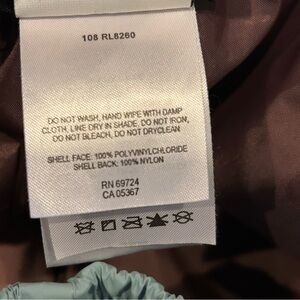 108 RL8260
DO NOT WASH, HAND WIPE WITH DAMP
CLOTH, LINE DRY IN SHADE, DO NOT IRON,
DO NOT BLEACH, DO NOT DRYCLEAN
SHELL FACE: 100% POLYVINYLCHLORIDE
SHELL BACK: 100% NYLON
RN 69724
CA 05367